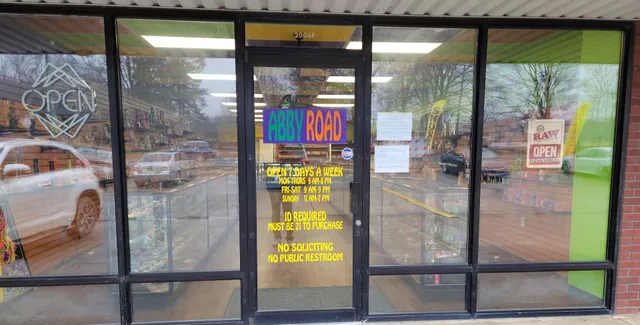 2006F
OPEN
ABBY ROAD
OPEN 7 DAYS A WEEK
MON-THURS 9 AM-8 PM
FRI-SAT 9 AM-9 PM
SUNDAY 11 AM-7 PM
ID REQUIRED
MUST BE 21 TO PURCHASE
NO SOLICITING
NO PUBLIC RESTROOM
RAW
OPEN